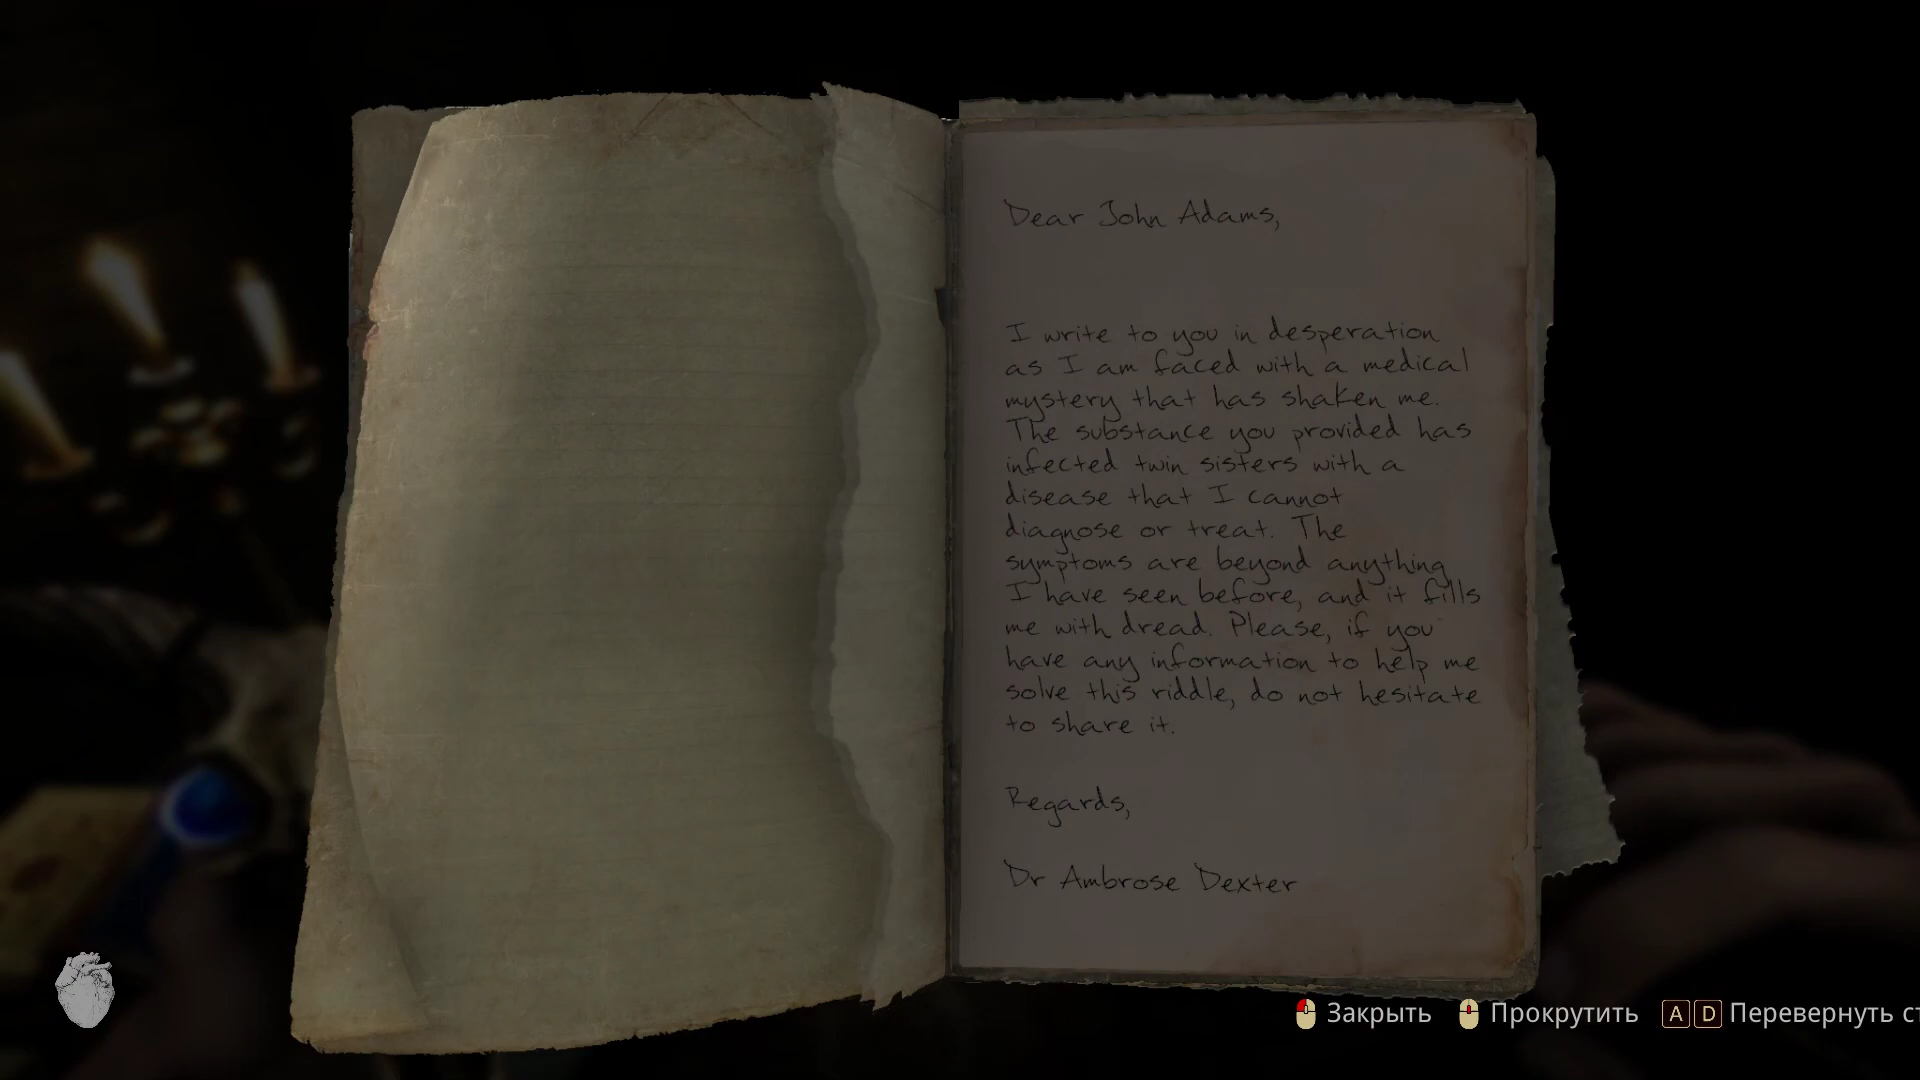 Dear John Adams,
I write to you in desperation
as I am faced with a medical
mystery that has shaken me.
The substance you provided has
infected twin sisters with a
disease that I cannot
diagnose or treat. The
symptoms are beyond anything
I have seen before, and it fills
me with dread. Please, if you
have any information to help me
solve this riddle, do not hesitate
to share it.
Regards,
Dr Ambrose Dexter
Закрыть Прокрутить A D Перевернуть ст